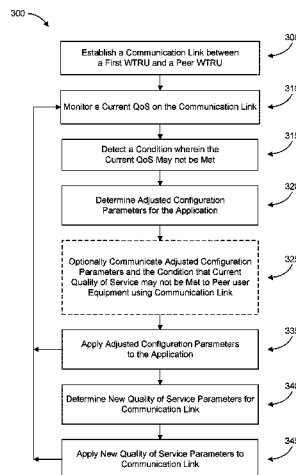 300
305
Establish a Communication Link between
a First WTRU and a Peer WTRU
310
Monitor a Current QoS on the Communication Link
315
Detect a Condition wherein the
Current QoS May not be Met
320
Determine Adjusted Configuration
Parameters for the Application
325
Optionally Communicate Adjusted Configuration
Parameters and the Condition that Current
Quality of Service may not be Met to Peer user
Equipment using Communication Link
335
Apply Adjusted Configuration Parameters
to the Application
340
Determine New Quality of Service Parameters for
Communication Link
345
Apply New Quality of Service Parameters to
Communication Link